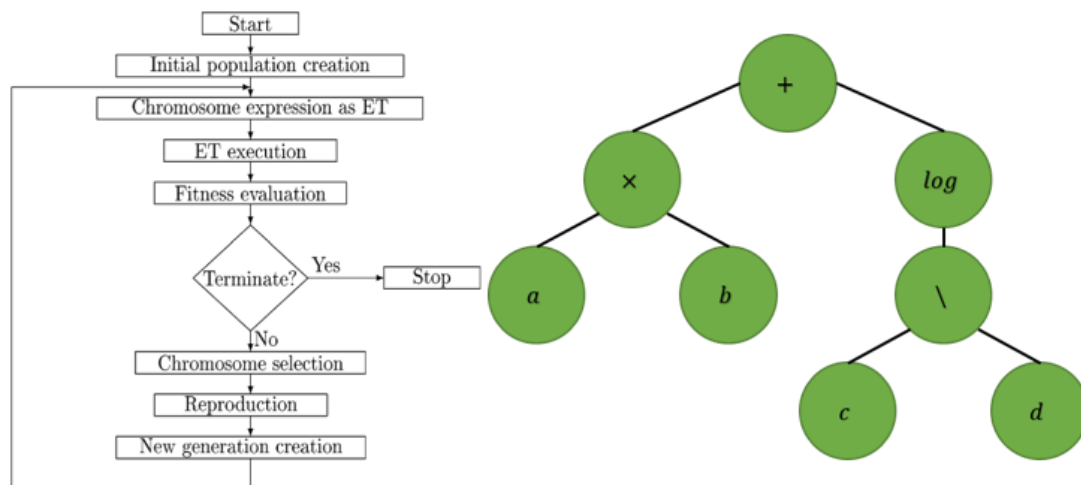 Start
Initial population creation
Chromosome expression as ET
ET execution
Fitness evaluation
Terminate?
Yes
Stop
No
Chromosome selection
Reproduction
New generation creation
+
×
log
a
b
\
c
d